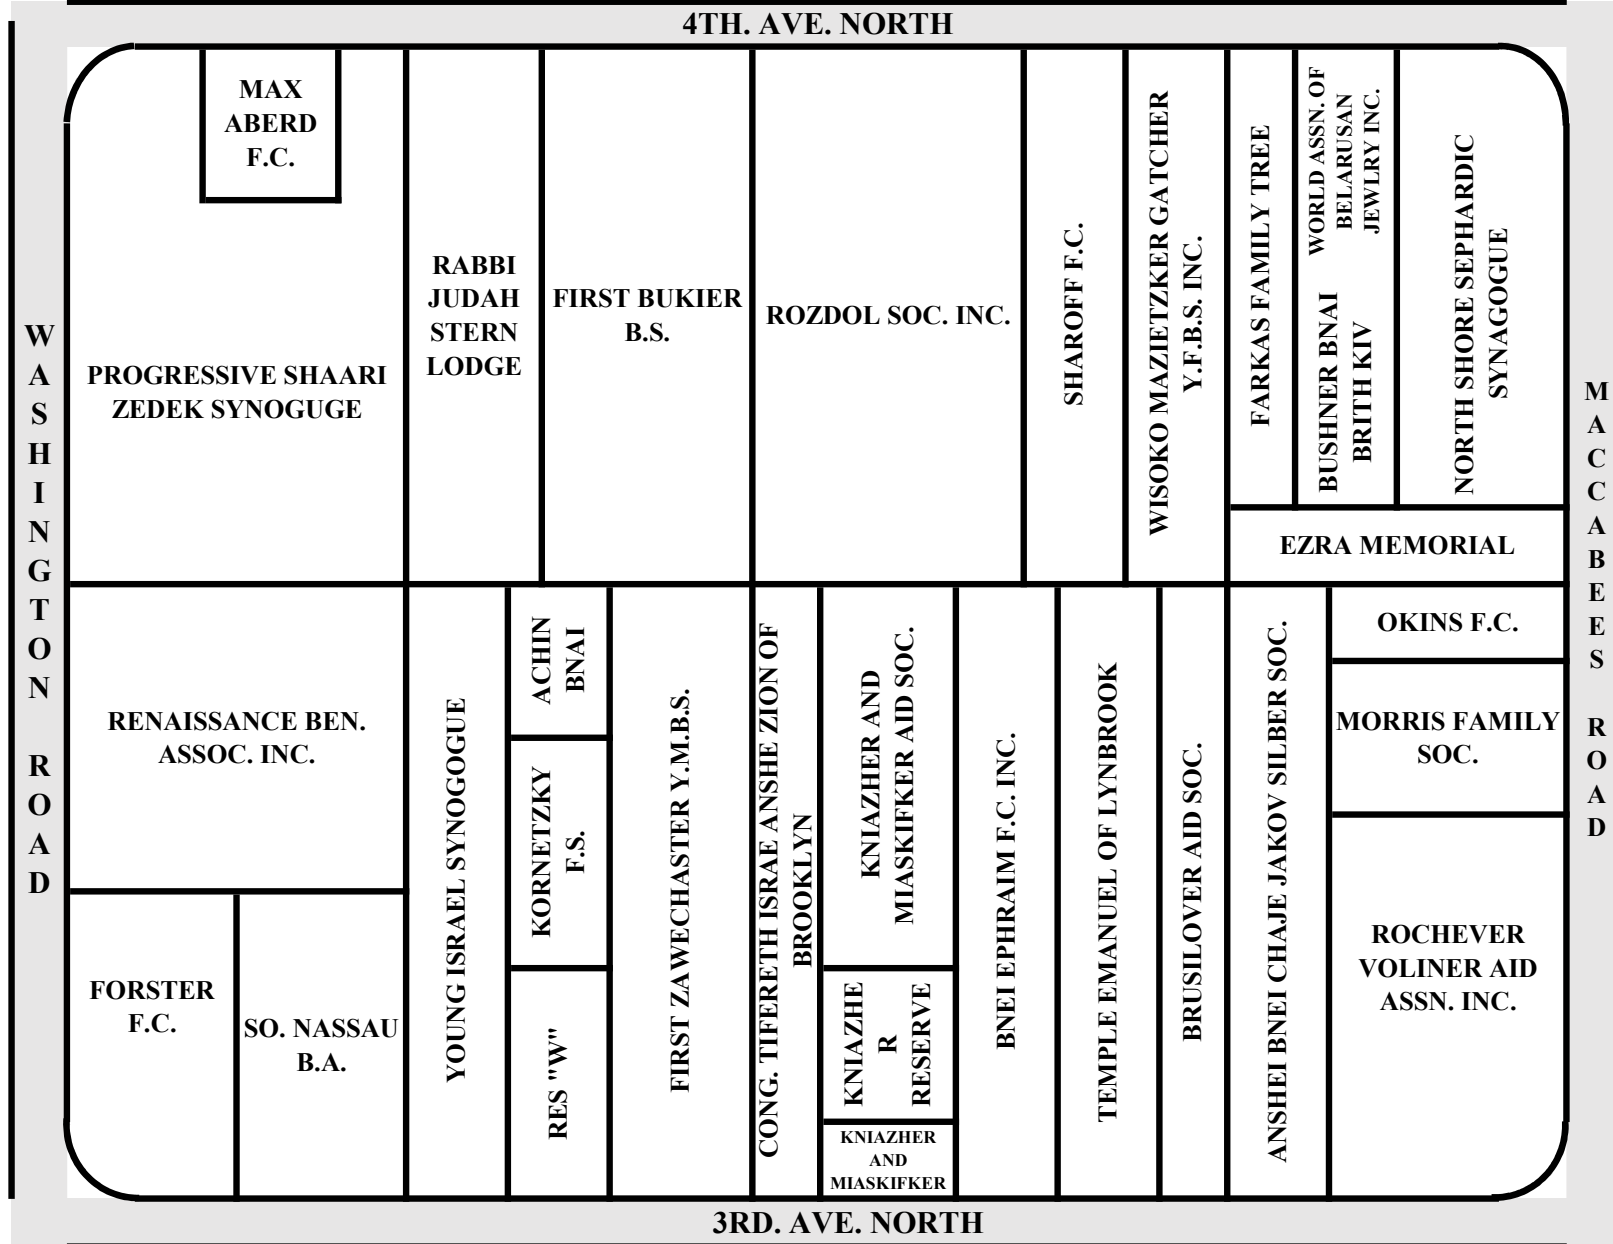 4TH. AVE. NORTH
MAX
ABERD
F.C.
PROGRESSIVE SHAARI
ZEDEK SYNOGUGE
RABBI
JUDAH
STERN
LODGE
FIRST BUKIER
B.S.
ROZDOL SOC. INC.
SHAROFF F.C.
WISOKO MAZIETZKER GATCHER
Y.F.B.S. INC.
FARKAS FAMILY TREE
WORLD ASSN. OF
BELARUSAN
JEWLRY INC.
BUSHNER BNAI
BRITH KIV
NORTH SHORE SEPHARDIC
SYNAGOGUE
EZRA MEMORIAL
WASHINGTON ROAD
MACCABEES ROAD
RENAISSANCE BEN.
ASSOC. INC.
FORSTER
F.C.
SO. NASSAU
B.A.
YOUNG ISRAEL SYNOGOGUE
ACHIN
BNAI
KORNETZKY
F.S.
RES "W"
FIRST ZAWECHASTER Y.M.B.S.
CONG. TIFERETH ISRAE ANSHE ZION OF
BROOKLYN
KNIAZHER AND
MIASKIFKER AID SOC.
KNIAZHE
R
RESERVE
KNIAZHER
AND
MIASKIFKER
BNEI EPHRAIM F.C. INC.
TEMPLE EMANUEL OF LYNBROOK
BRUSILOVER AID SOC.
ANSHEI BNEI CHAJE JAKOV SILBER SOC.
OKINS F.C.
MORRIS FAMILY
SOC.
ROCHEVER
VOLINER AID
ASSN. INC.
3RD. AVE. NORTH